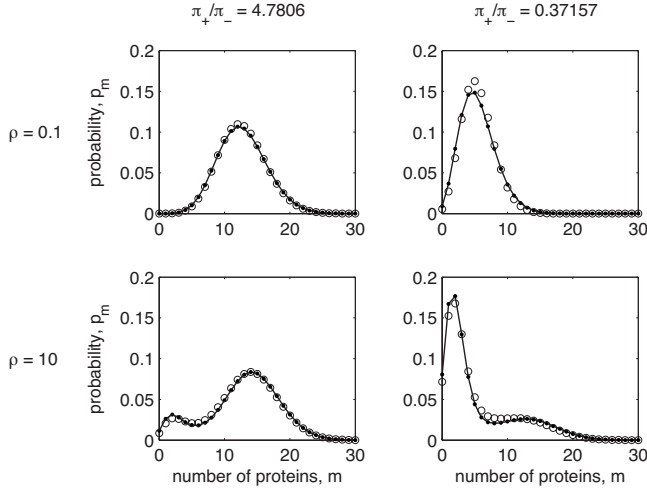 π₊/π₋ = 4.7806
π₊/π₋ = 0.37157
ρ = 0.1
probability, pₘ
0.2
0.15
0.1
0.05
0
0 10 20 30
0.2
0.15
0.1
0.05
0
0 10 20 30
ρ = 10
probability, pₘ
0.2
0.15
0.1
0.05
0
0 10 20 30
number of proteins, m
0.2
0.15
0.1
0.05
0
0 10 20 30
number of proteins, m